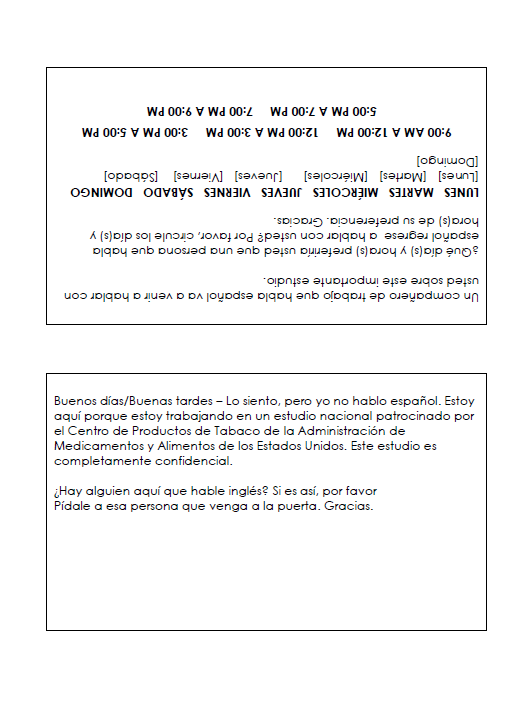 Un compañero de trabajo que habla español va a venir a hablar con
usted sobre este importante estudio.
¿Qué día(s) y hora(s) preferiría usted que una persona que habla
español regrese a hablar con usted? Por favor, circule los día(s) y
hora(s) de su preferencia. Gracias.
LUNES MARTES MIÉRCOLES JUEVES VIERNES SÁBADO DOMINGO
[Lunes] [Martes] [Miércoles] [Jueves] [Viernes] [Sábado]
[Domingo]
9:00 AM A 12:00 PM 12:00 PM A 3:00 PM 3:00 PM A 5:00 PM
5:00 PM A 7:00 PM 7:00 PM A 9:00 PM
Buenos días/Buenas tardes – Lo siento, pero yo no hablo español. Estoy
aquí porque estoy trabajando en un estudio nacional patrocinado por
el Centro de Productos de Tabaco de la Administración de
Medicamentos y Alimentos de los Estados Unidos. Este estudio es
completamente confidencial.
¿Hay alguien aquí que hable inglés? Si es así, por favor
Pídale a esa persona que venga a la puerta. Gracias.